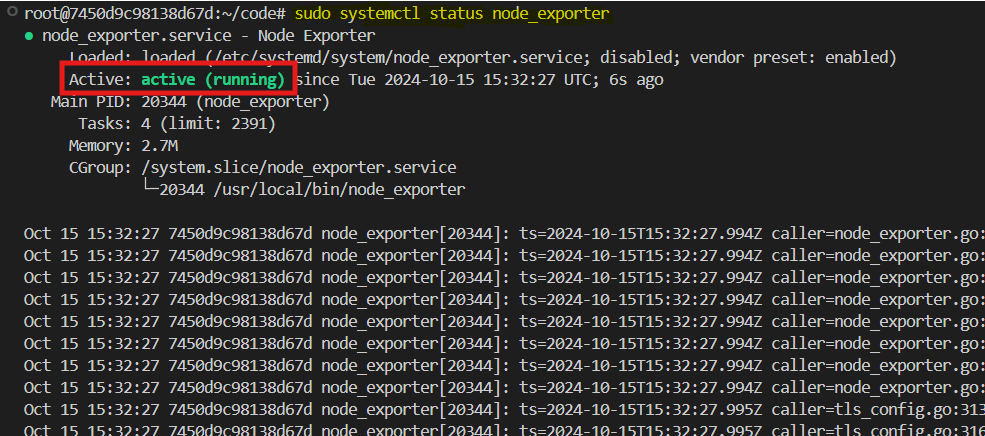 root@7450d9c98138d67d:~/code# sudo systemctl status node_exporter
● node_exporter.service - Node Exporter
Loaded: loaded (/etc/systemd/system/node_exporter.service; disabled; vendor preset: enabled)
Active: active (running) since Tue 2024-10-15 15:32:27 UTC; 6s ago
Main PID: 20344 (node_exporter)
Tasks: 4 (limit: 2391)
Memory: 2.7M
CGroup: /system.slice/node_exporter.service
└─20344 /usr/local/bin/node_exporter
Oct 15 15:32:27 7450d9c98138d67d node_exporter[20344]: ts=2024-10-15T15:32:27.994Z caller=node_exporter.go:
Oct 15 15:32:27 7450d9c98138d67d node_exporter[20344]: ts=2024-10-15T15:32:27.994Z caller=node_exporter.go:
Oct 15 15:32:27 7450d9c98138d67d node_exporter[20344]: ts=2024-10-15T15:32:27.994Z caller=node_exporter.go:
Oct 15 15:32:27 7450d9c98138d67d node_exporter[20344]: ts=2024-10-15T15:32:27.994Z caller=node_exporter.go:
Oct 15 15:32:27 7450d9c98138d67d node_exporter[20344]: ts=2024-10-15T15:32:27.994Z caller=node_exporter.go:
Oct 15 15:32:27 7450d9c98138d67d node_exporter[20344]: ts=2024-10-15T15:32:27.994Z caller=node_exporter.go:
Oct 15 15:32:27 7450d9c98138d67d node_exporter[20344]: ts=2024-10-15T15:32:27.994Z caller=node_exporter.go:
Oct 15 15:32:27 7450d9c98138d67d node_exporter[20344]: ts=2024-10-15T15:32:27.994Z caller=node_exporter.go:
Oct 15 15:32:27 7450d9c98138d67d node_exporter[20344]: ts=2024-10-15T15:32:27.995Z caller=tls_config.go:313
Oct 15 15:32:27 7450d9c98138d67d node_exporter[20344]: ts=2024-10-15T15:32:27.995Z caller=tls_config.go:316